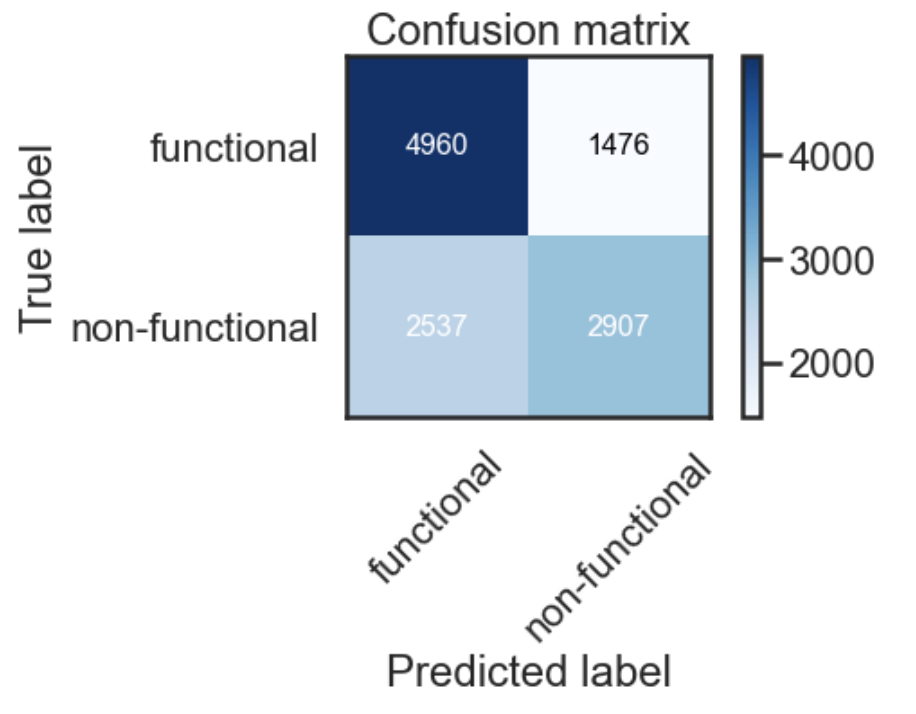 Confusion matrix
True label
functional
4960
1476
4000
3000
non-functional
2537
2907
2000
functional
non-functional
Predicted label